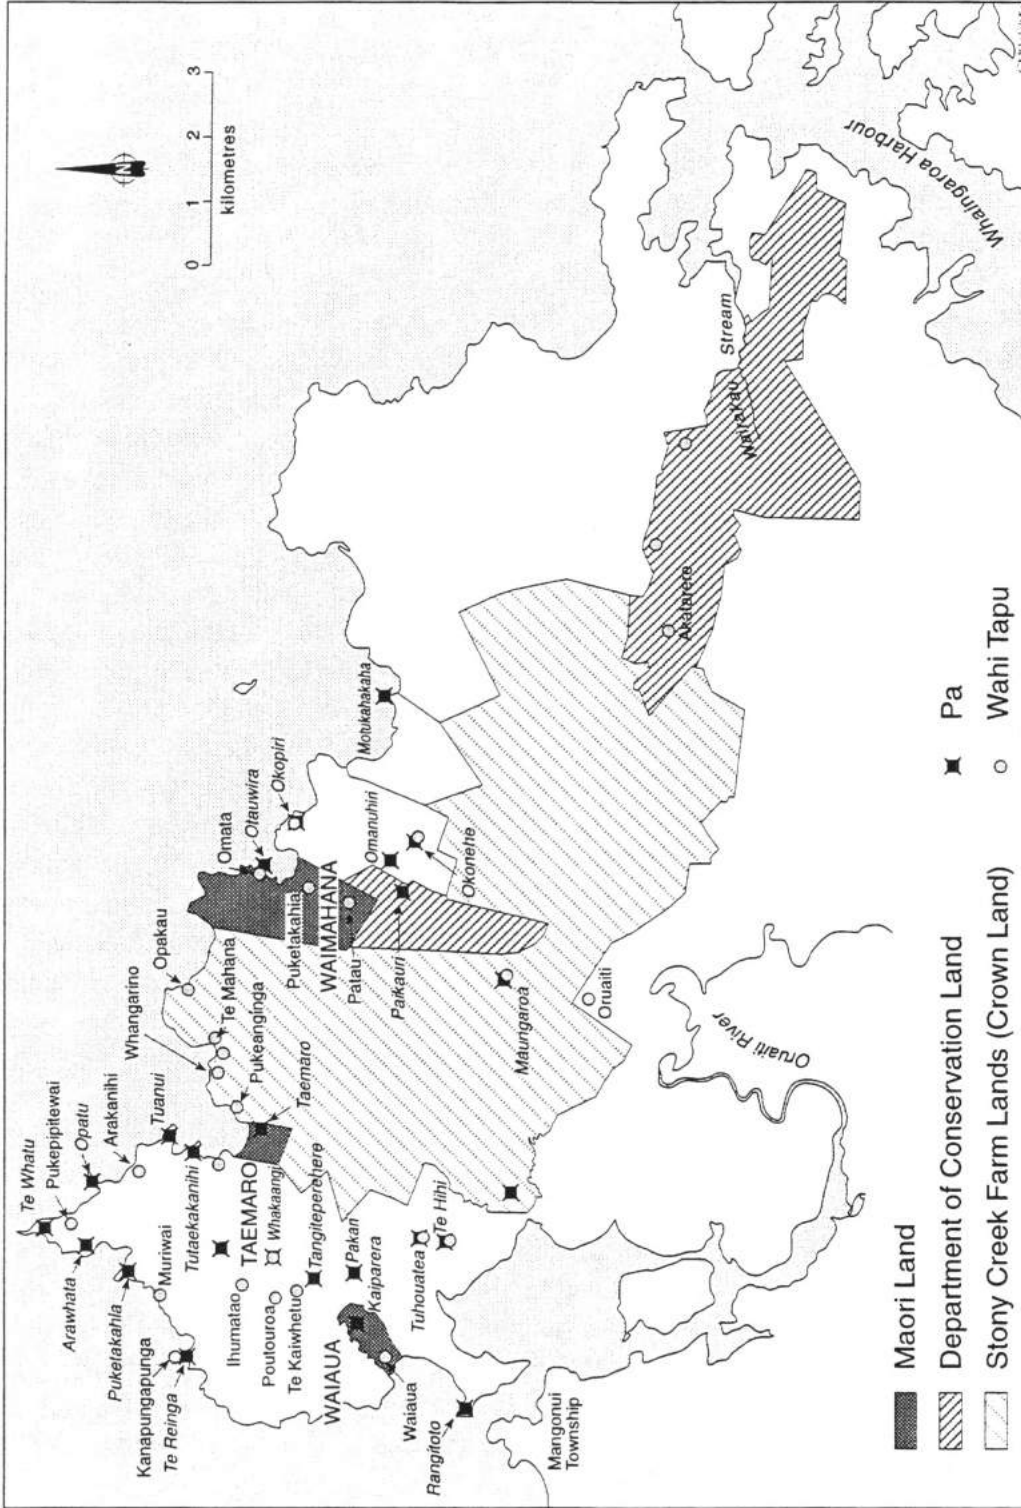 Te Whatu
Pukepipitewai
Opatu
Arakanihi
Tuanui
Arawhata
Puketakahla
Muriwai
Tutaekakanihi
Kanapungapunga
Te Reinga
Ihumatao
TAEMARO
Whakaangi
Poutouroa
Te Kaiwhetu
Tangiteperehere
WAIAUA
Pakan
Kaiparera
Waiaua
Tuhouatea
Te Hihi
Rangitoto
Mangonui
Township
Whangarino
Opakau
Te Mahana
Pukeanginga
Taemaro
Omata
Otauwira
Okopiri
Puketakahia
WAIMAHANA
Patau
Paikauri
Omanuhiri
Okonehe
Motukahakaha
Maungaroa
Oruaiti
Oruaiti River
Akatarere
Wairakau
Stream
Whaingaroa Harbour
N
0 1 2 3
kilometres
Maori Land
Department of Conservation Land
Stony Creek Farm Lands (Crown Land)
Pa
Wahi Tapu